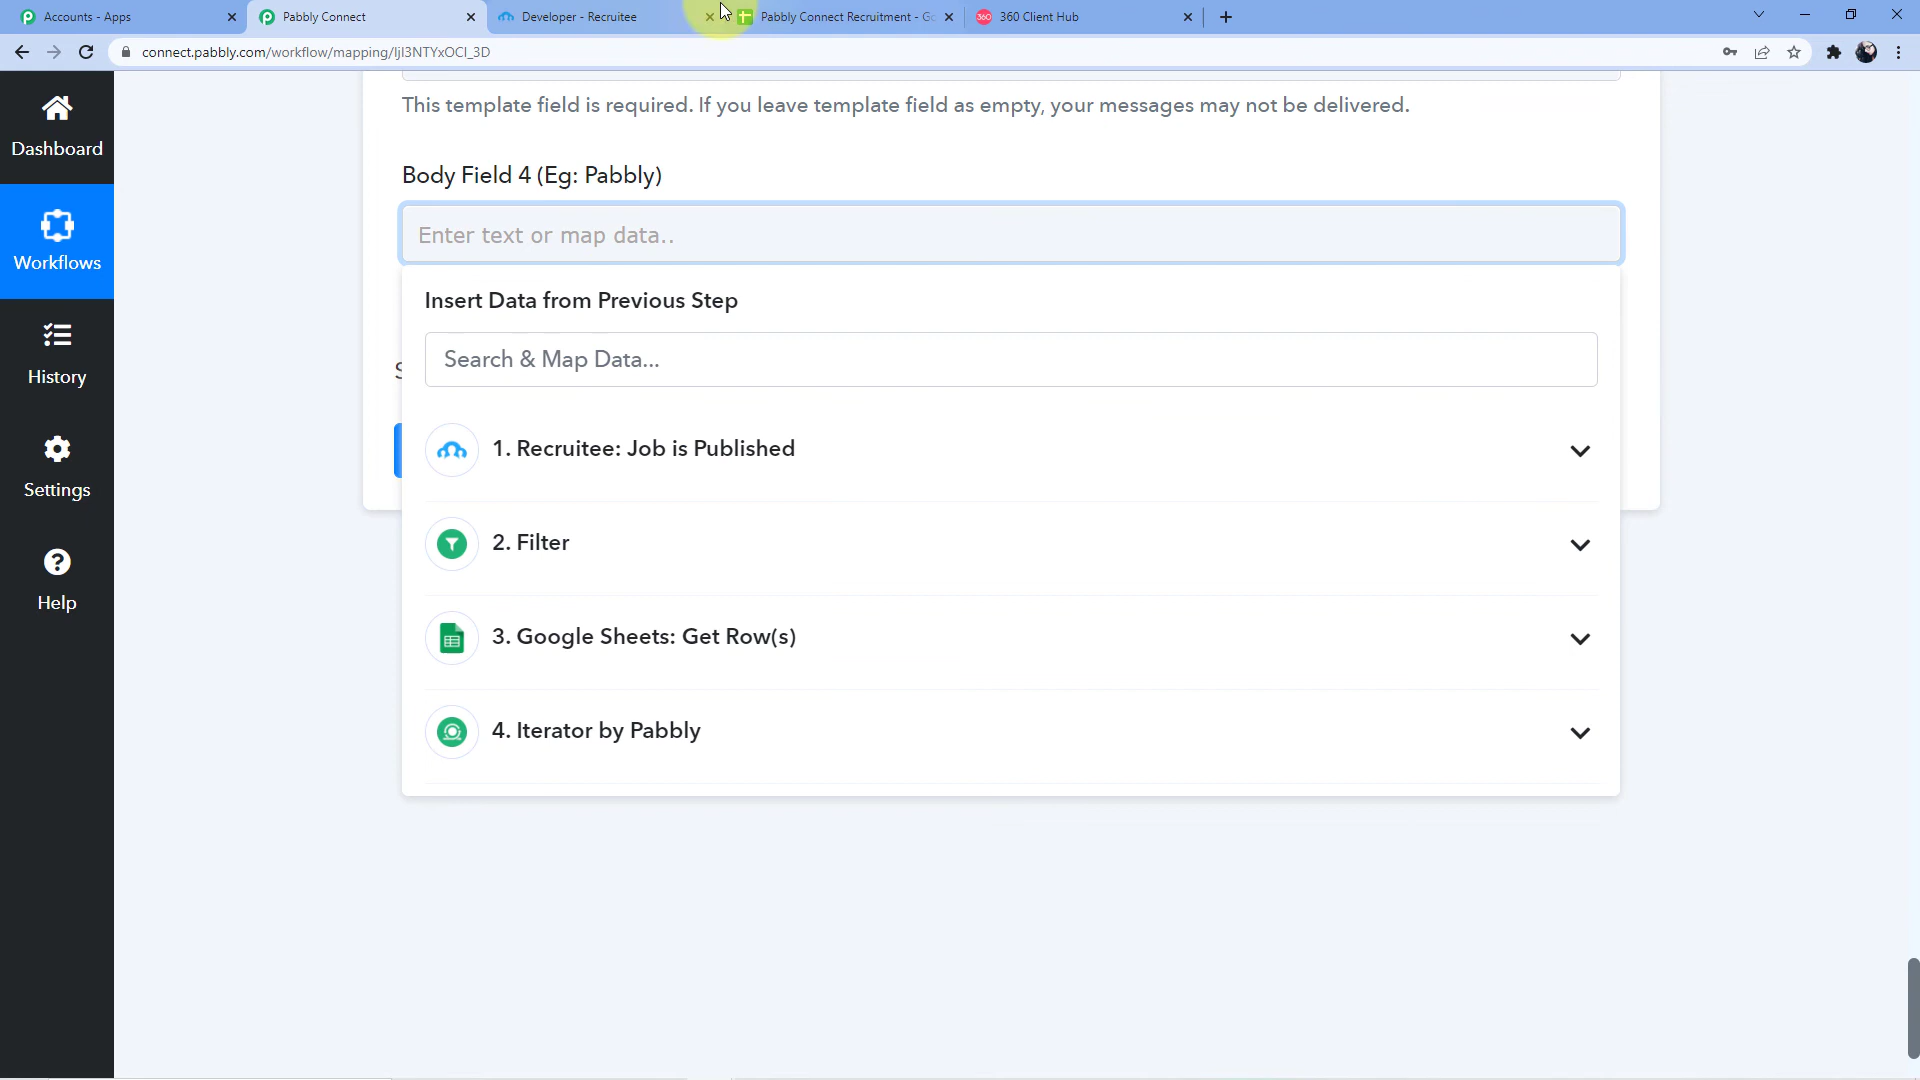 Accounts - Apps
Pabbly Connect
Developer - Recruitee
Pabbly Connect Recruitment - Go
360
360 Client Hub
connect.pabbly.com/workflow/mapping/IjI3NTYxOCI_3D
Dashboard
Workflows
History
Settings
Help
This template field is required. If you leave template field as empty, your messages may not be delivered.
Body Field 4 (Eg: Pabbly)
Enter text or map data..
Insert Data from Previous Step
Search & Map Data...
S
1. Recruitee: Job is Published
2. Filter
3. Google Sheets: Get Row(s)
4. Iterator by Pabbly